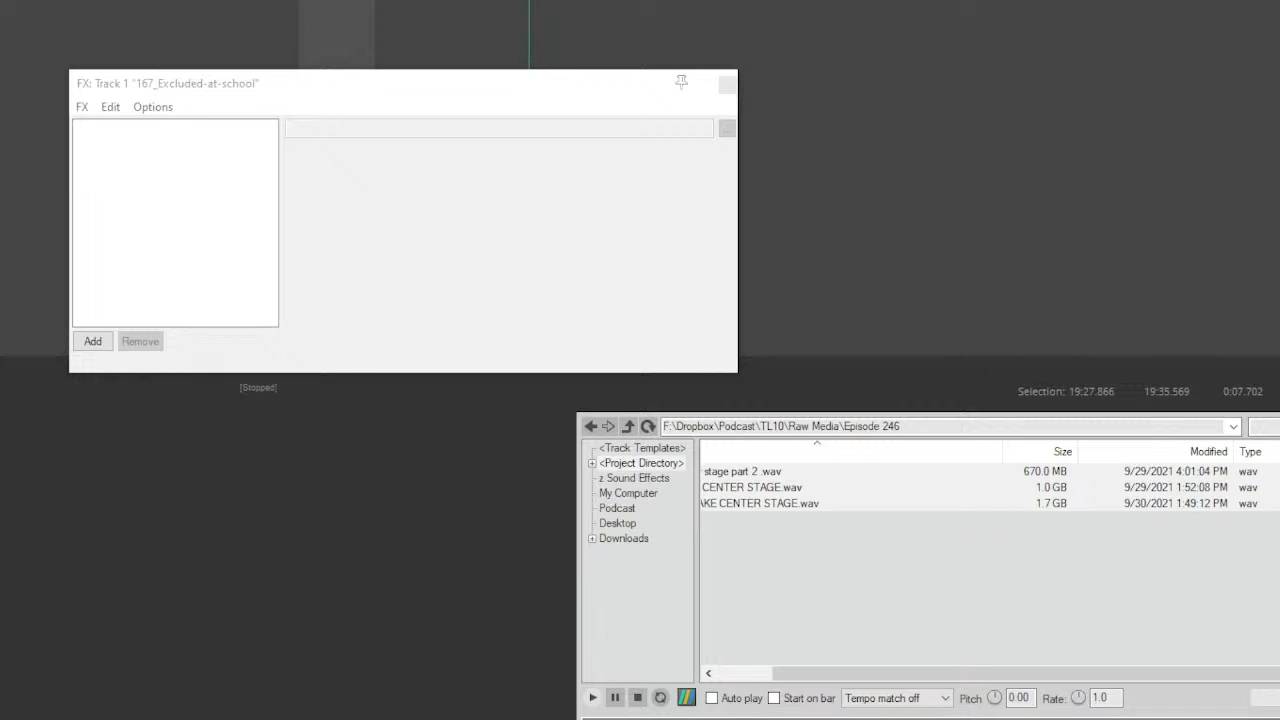 FX: Track 1 "167_Excluded-at-school"
FX Edit Options
Add Remove
[Stopped]
Selection: 19:27.866 19:35.569 0:07.702
F:\Dropbox\Podcast\TL10\Raw Media\Episode 246
<Track Templates>
<Project Directory>
z Sound Effects
My Computer
Podcast
Desktop
Downloads
Size Modified Type
stage part 2 .wav 670.0 MB 9/29/2021 4:01:04 PM wav
CENTER STAGE.wav 1.0 GB 9/29/2021 1:52:08 PM wav
AKE CENTER STAGE.wav 1.7 GB 9/30/2021 1:49:12 PM wav
Auto play Start on bar Tempo match off Pitch 0.00 Rate: 1.0